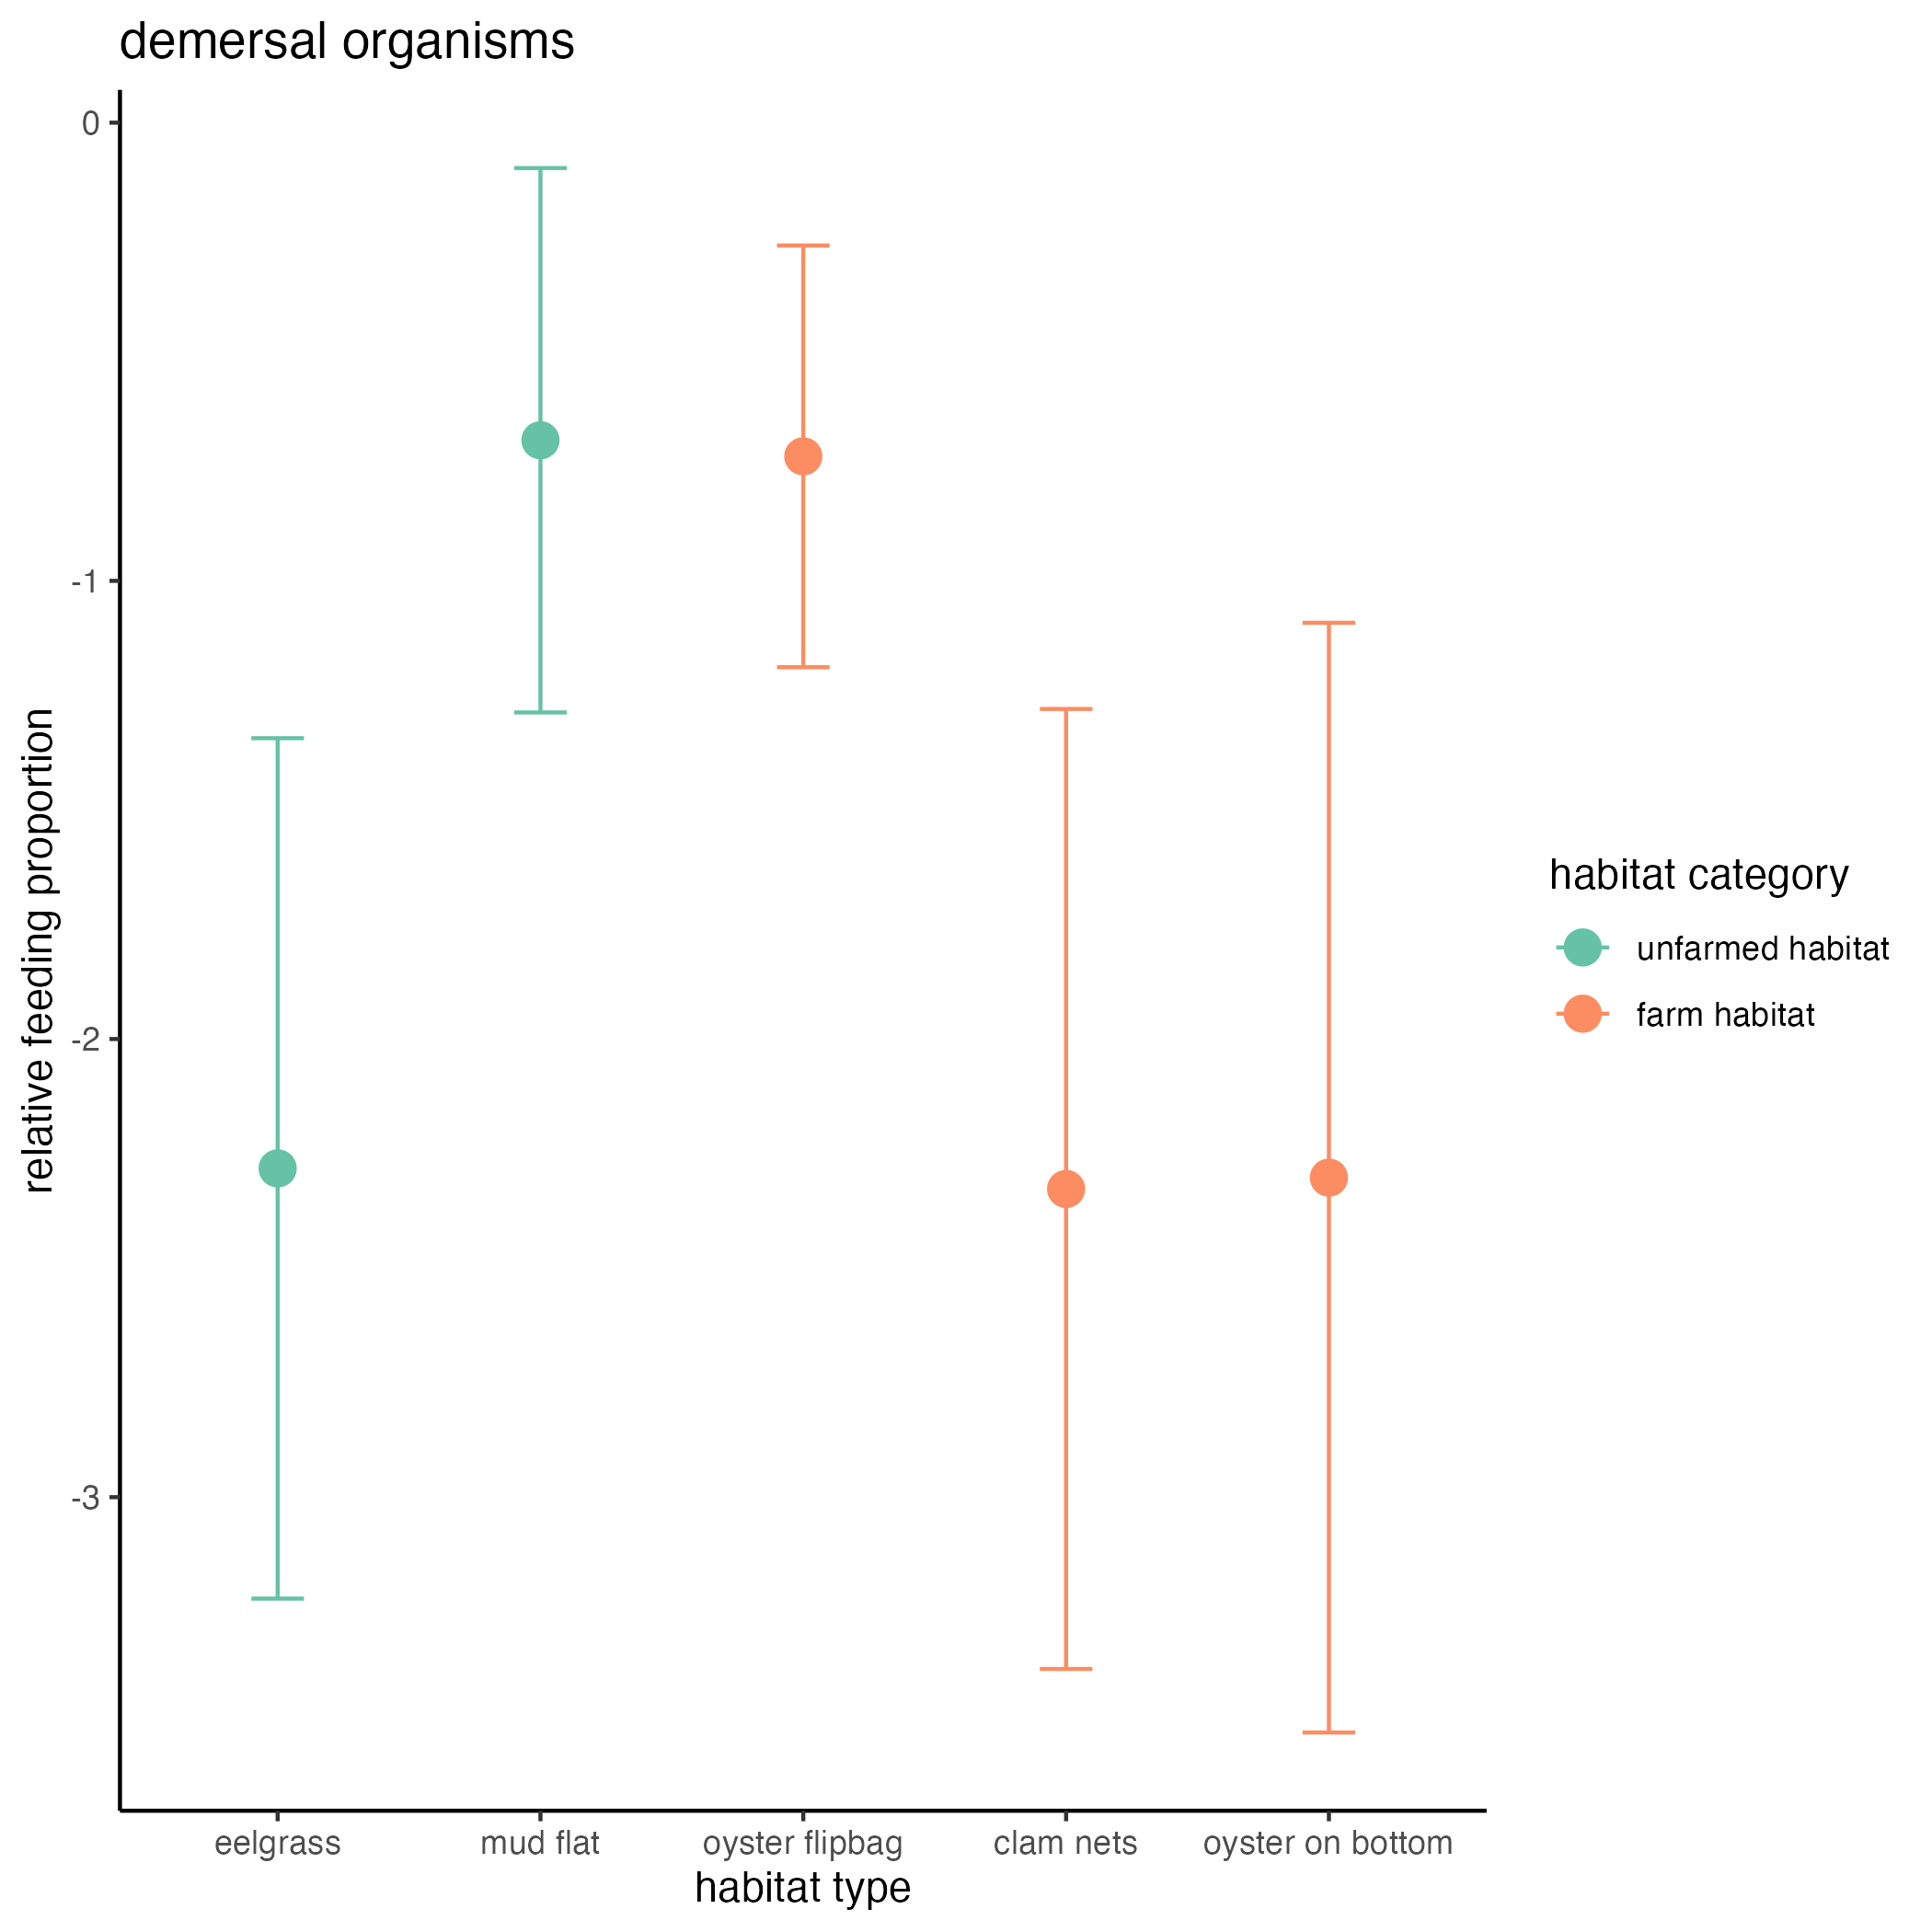 demersal organisms
0
-1
-2
-3
relative feeding proportion
eelgrass
mud flat
oyster flipbag
clam nets
oyster on bottom
habitat type
habitat category
unfarmed habitat
farm habitat